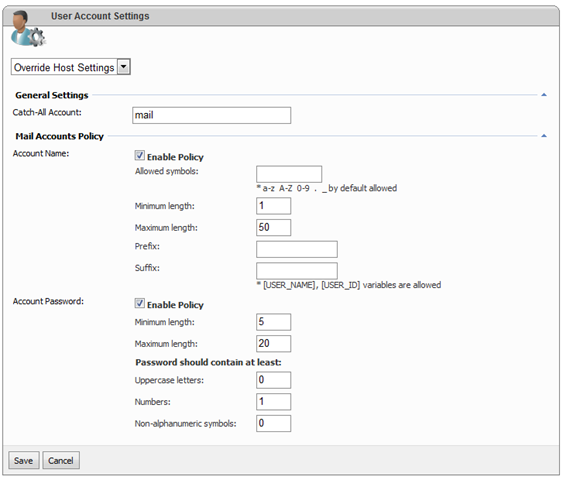 User Account Settings
Override Host Settings
General Settings
Catch-All Account: mail
Mail Accounts Policy
Account Name: Enable Policy
Allowed symbols:
* a-z A-Z 0-9 . _ by default allowed
Minimum length: 1
Maximum length: 50
Prefix:
Suffix:
* [USER_NAME], [USER_ID] variables are allowed
Account Password: Enable Policy
Minimum length: 5
Maximum length: 20
Password should contain at least:
Uppercase letters: 0
Numbers: 1
Non-alphanumeric symbols: 0
Save Cancel